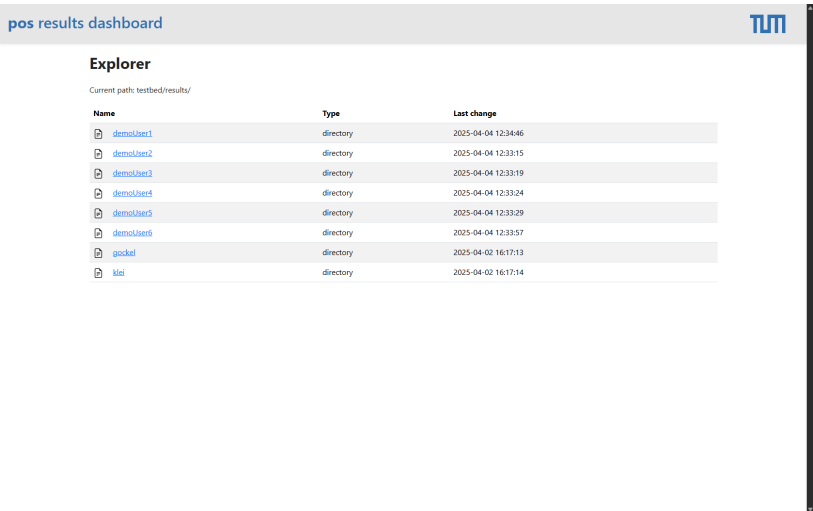 pos results dashboard
TUM
Explorer
Current path: testbed/results/
Name Type Last change
demoUser1 directory 2025-04-04 12:34:46
demoUser2 directory 2025-04-04 12:33:15
demoUser3 directory 2025-04-04 12:33:19
demoUser4 directory 2025-04-04 12:33:24
demoUser5 directory 2025-04-04 12:33:29
demoUser6 directory 2025-04-04 12:33:57
gockel directory 2025-04-02 16:17:13
klei directory 2025-04-02 16:17:14